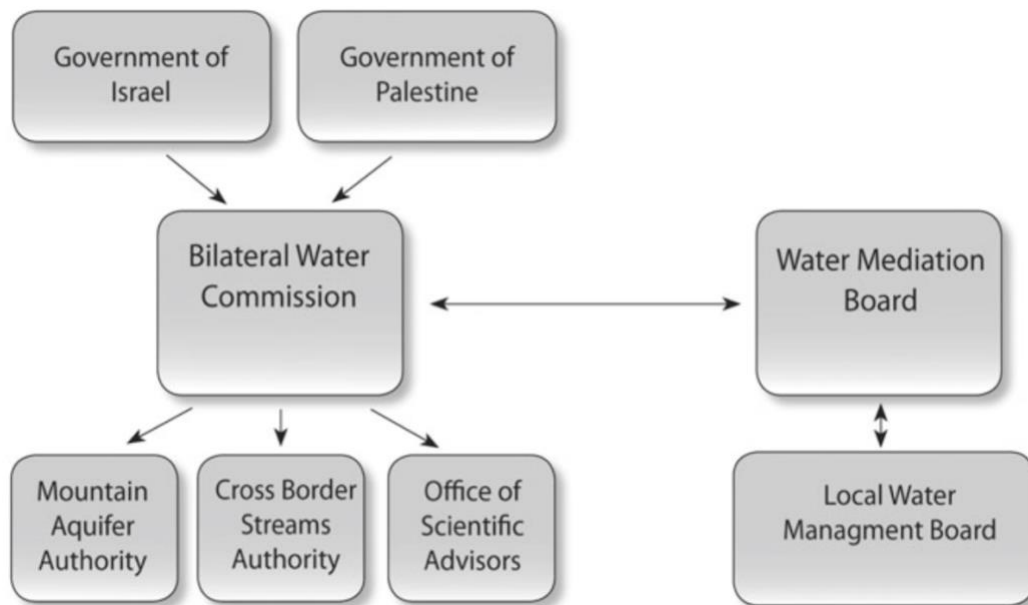 Government of
Israel
Government of
Palestine
Bilateral Water
Commission
Water Mediation
Board
Mountain
Aquifer
Authority
Cross Border
Streams
Authority
Office of
Scientific
Advisors
Local Water
Managment Board